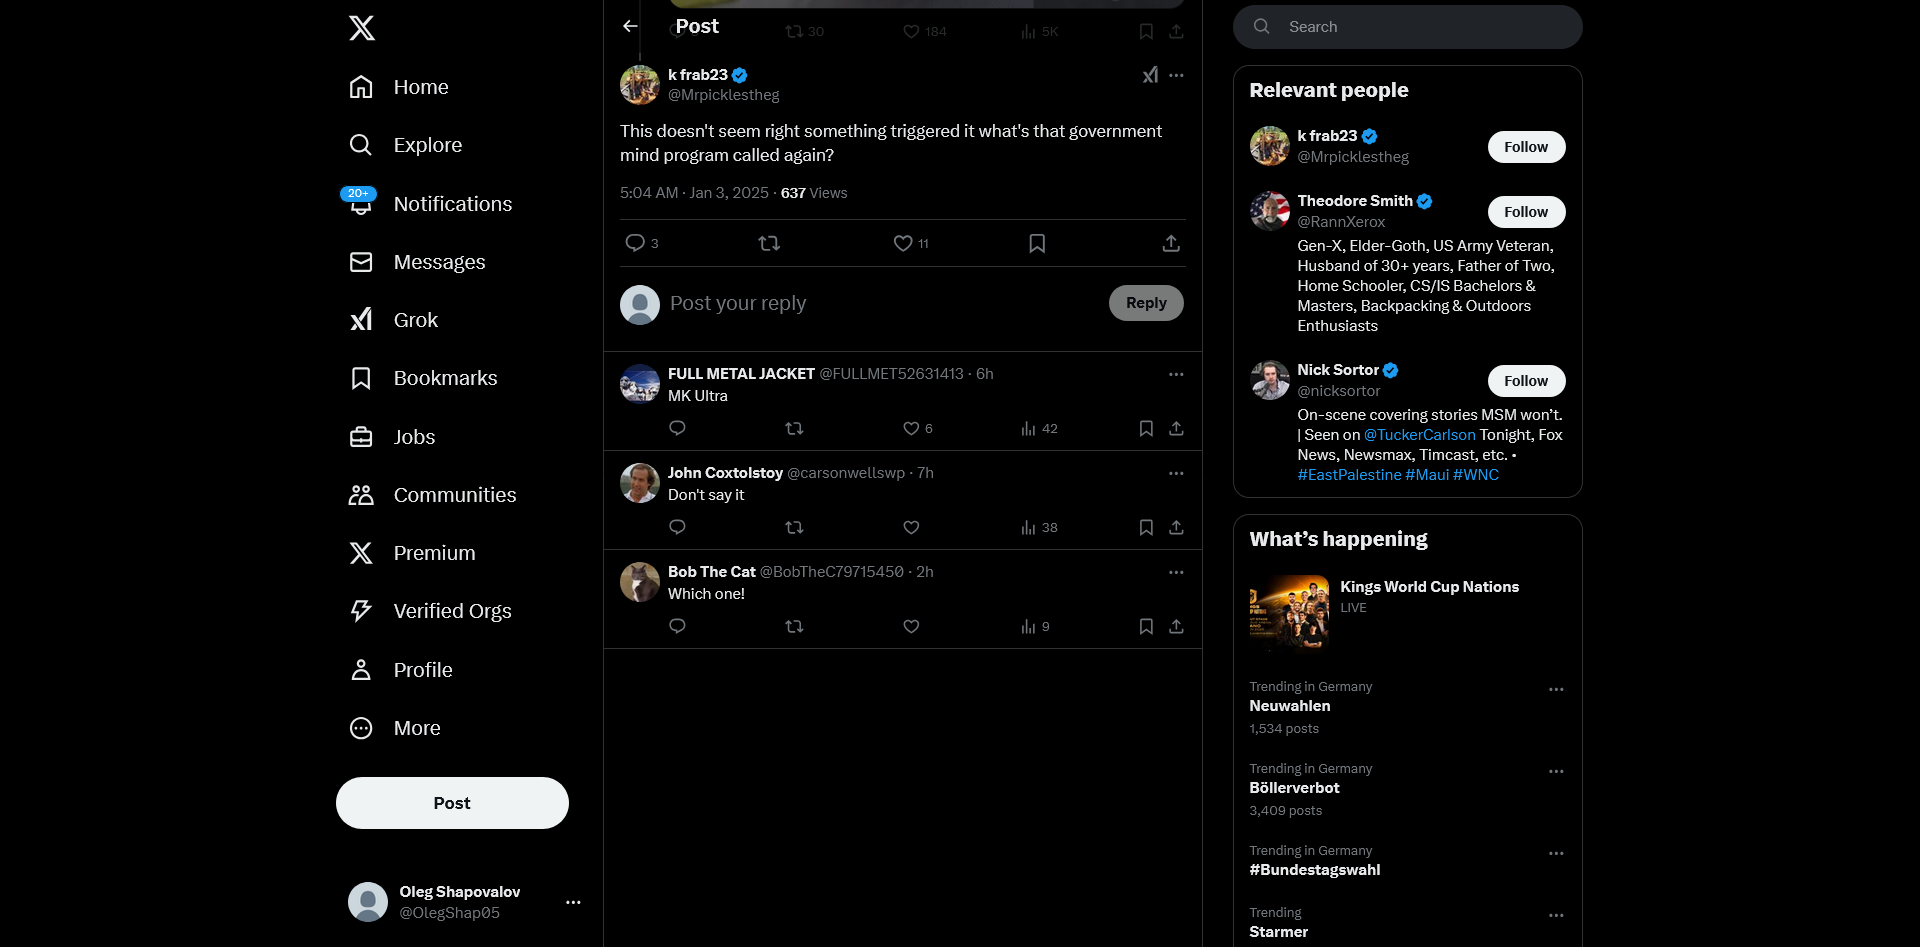 Home
Explore
20+
Notifications
Messages
Grok
Bookmarks
Jobs
Communities
Premium
Verified Orgs
Profile
More
Post
Oleg Shapovalov
@OlegShap05
Post
30
184
5K
k frab23
@Mrpicklestheg
This doesn't seem right something triggered it what's that government
mind program called again?
5:04 AM · Jan 3, 2025 · 637 Views
3
11
Post your reply
Reply
FULL METAL JACKET @FULLMET52631413 · 6h
MK Ultra
6
42
John Coxtolstoy @carsonwellswp · 7h
Don't say it
38
Bob The Cat @BobTheC79715450 · 2h
Which one!
9
Search
Relevant people
k frab23
@Mrpicklestheg
Follow
Theodore Smith
@RannXerox
Follow
Gen-X, Elder-Goth, US Army Veteran,
Husband of 30+ years, Father of Two,
Home Schooler, CS/IS Bachelors &
Masters, Backpacking & Outdoors
Enthusiasts
Nick Sortor
@nicksortor
Follow
On-scene covering stories MSM won’t.
| Seen on @TuckerCarlson Tonight, Fox
News, Newsmax, Timcast, etc. •
#EastPalestine #Maui #WNC
What’s happening
Kings World Cup Nations
LIVE
Trending in Germany
Neuwahlen
1,534 posts
Trending in Germany
Böllerverbot
3,409 posts
Trending in Germany
#Bundestagswahl
Trending
Starmer